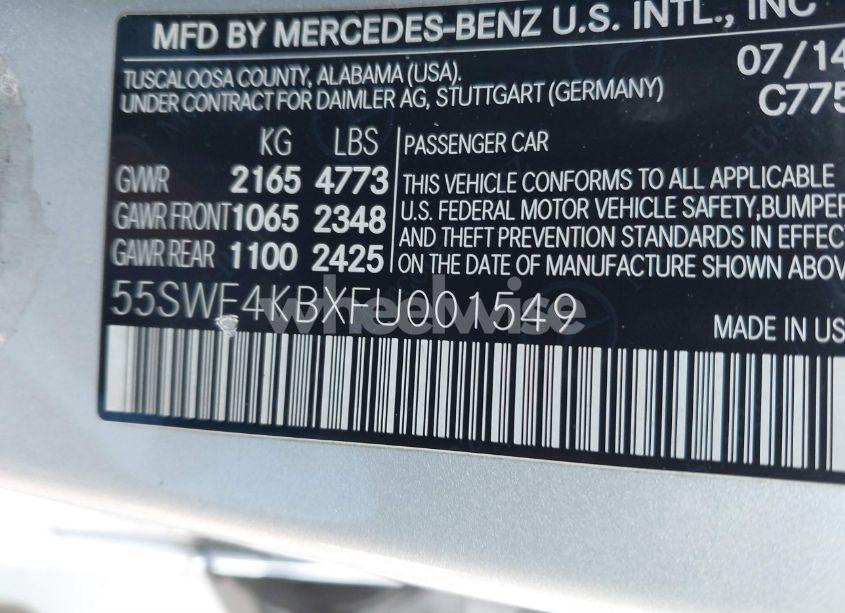 MFD BY MERCEDES-BENZ U.S. INTL., INC
TUSCALOOSA COUNTY, ALABAMA (USA).
07/14
UNDER CONTRACT FOR DAIMLER AG, STUTTGART (GERMANY)
C775
KG LBS
PASSENGER CAR
GVWR 2165 4773
GAWR FRONT 1065 2348
GAWR REAR 1100 2425
THIS VEHICLE CONFORMS TO ALL APPLICABLE
U.S. FEDERAL MOTOR VEHICLE SAFETY, BUMPER
AND THEFT PREVENTION STANDARDS IN EFFECT
ON THE DATE OF MANUFACTURE SHOWN ABOV
55SWF4KBXFU001549
wheelwise
MADE IN US